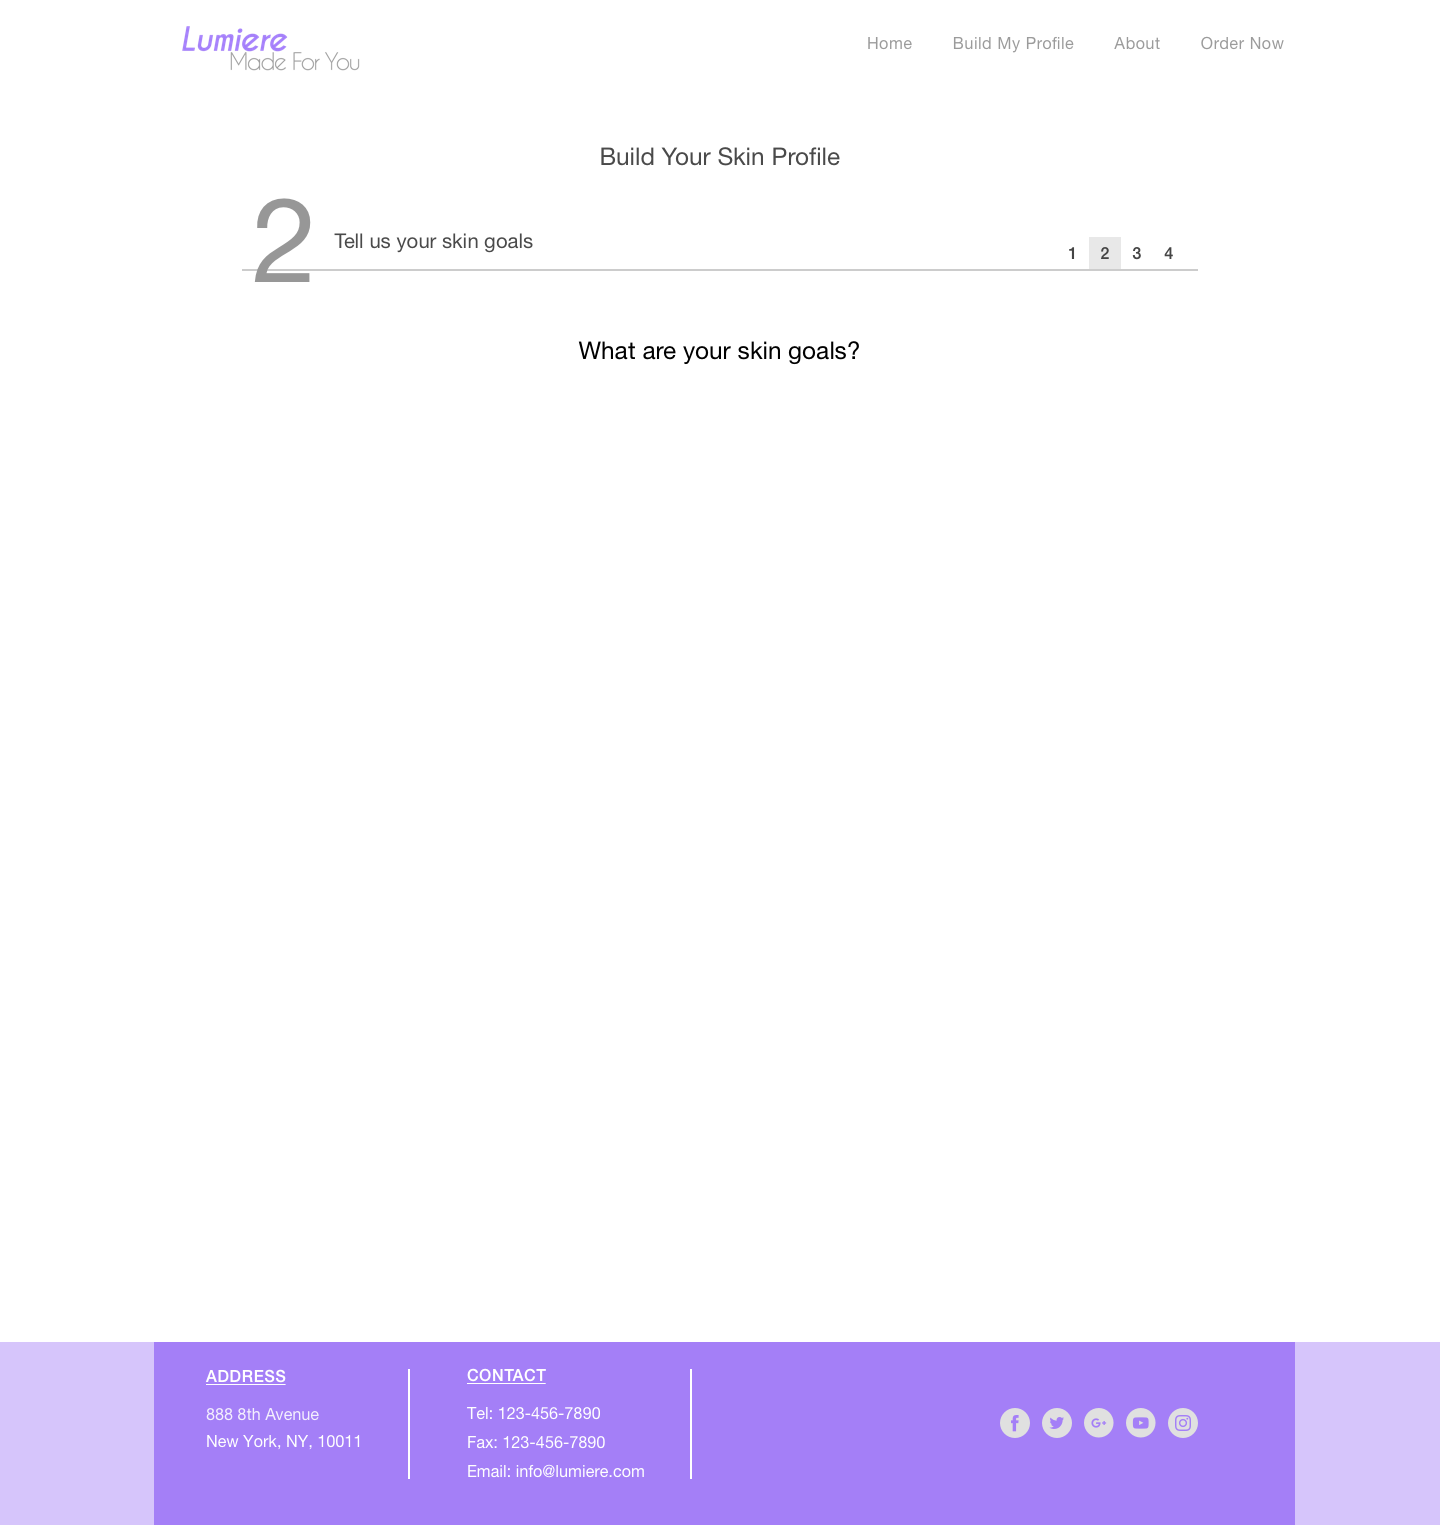 Lumiere
Made For You
Home Build My Profile About Order Now
Build Your Skin Profile
2 Tell us your skin goals
1 2 3 4
What are your skin goals?
ADDRESS
888 8th Avenue
New York, NY, 10011
CONTACT
Tel: 123-456-7890
Fax: 123-456-7890
Email: info@lumiere.com